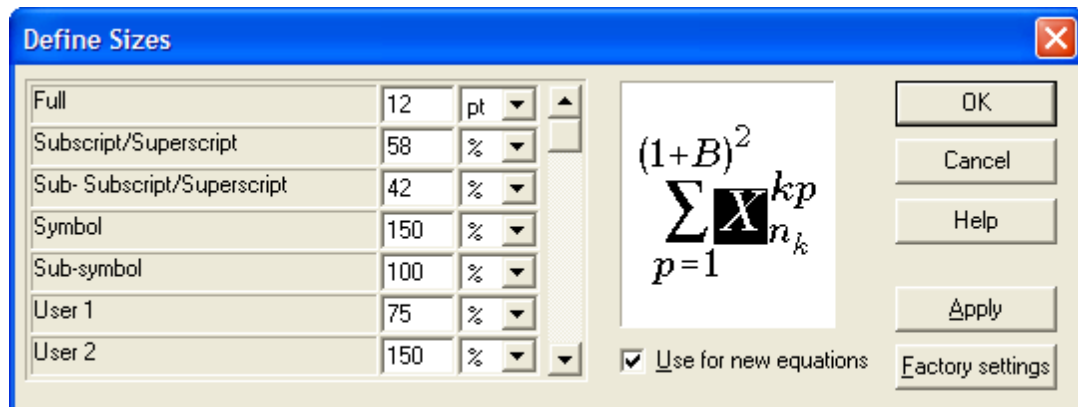 Define Sizes
Full 12 pt
Subscript/Superscript 58 %
Sub- Subscript/Superscript 42 %
Symbol 150 %
Sub-symbol 100 %
User 1 75 %
User 2 150 %
(1+B)²
∑ X kp
n k
p=1
Use for new equations
OK
Cancel
Help
Apply
Factory settings